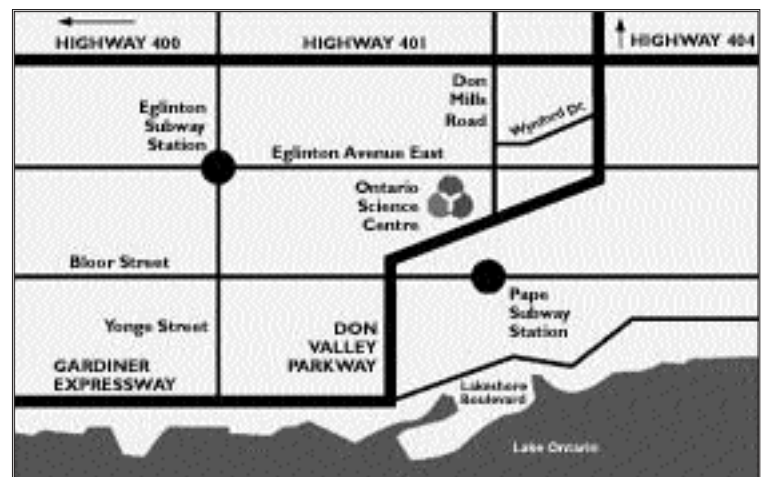 HIGHWAY 400
HIGHWAY 401
HIGHWAY 404
Don
Mills
Road
Wynford Dr.
Eglinton
Subway
Station
Eglinton Avenue East
Ontario
Science
Centre
Bloor Street
Pape
Subway
Station
Yonge Street
DON
VALLEY
PARKWAY
GARDINER
EXPRESSWAY
Lakeshore
Boulevard
Lake Ontario